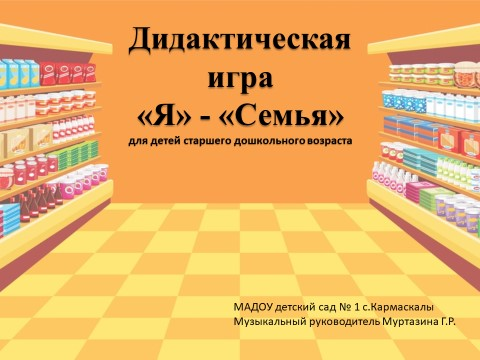 Дидактическая
игра
«Я» - «Семья»
для детей старшего дошкольного возраста
МАДОУ детский сад № 1 с.Кармаскалы
Музыкальный руководитель Муртазина Г.Р.